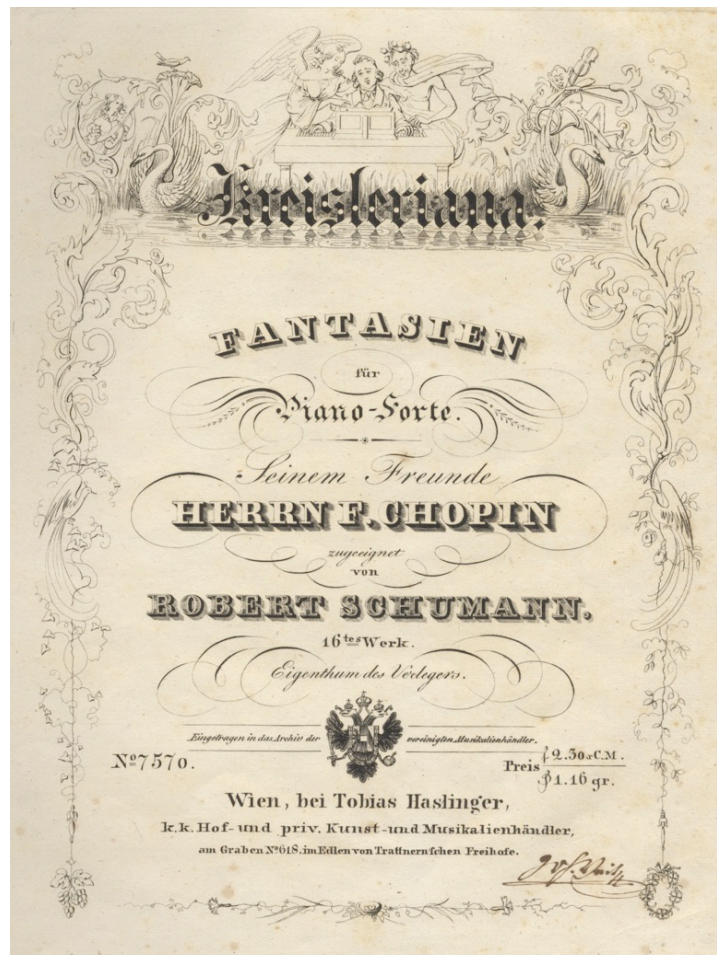 Kreisleriana.
FANTASIEN
für
Piano-Forte.
Seinem Freunde
HERRN F. CHOPIN
zugeeignet
von
ROBERT SCHUMANN.
16tes Werk.
Eigenthum des Verlegers.
Eingetragen in das Archiv der vereinigten Musikalienhändler.
No 7570.
Preis f 2.30x C.M.
1.16 gr.
Wien, bei Tobias Haslinger,
k.k. Hof- und priv. Kunst- und Musikalienhändler,
am Graben No 618. im Edlen von Trattnern'schen Freihofe.